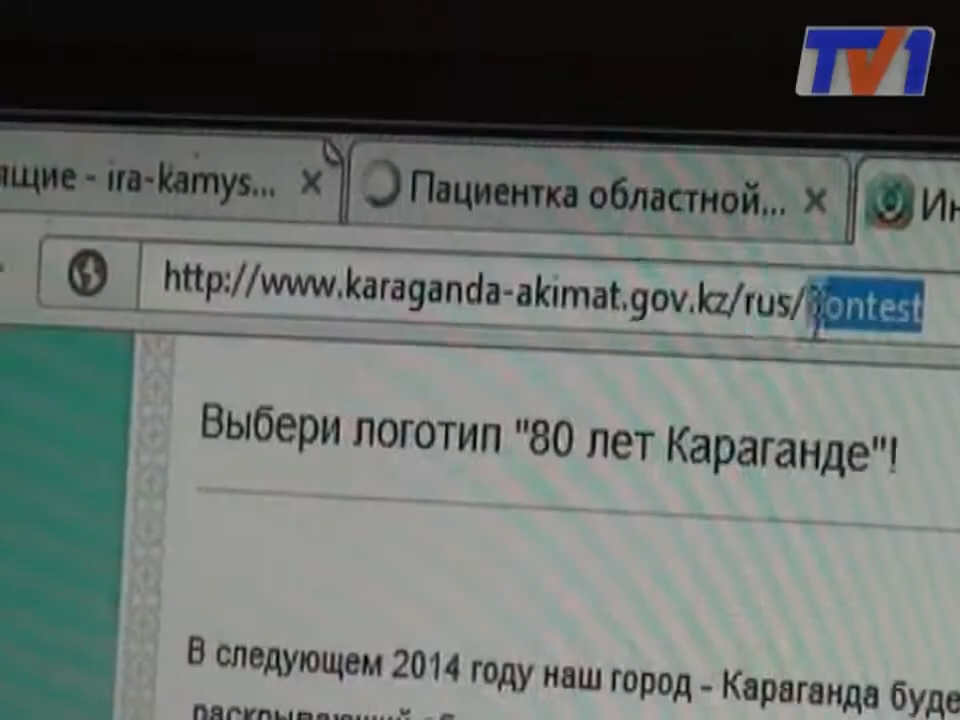 TV1
ящие - ira-kamys... Пациентка областной... Ин
http://www.karaganda-akimat.gov.kz/rus/contest
Выбери логотип "80 лет Караганде"!
В следующем 2014 году наш город - Караганда буде
раскрывающий